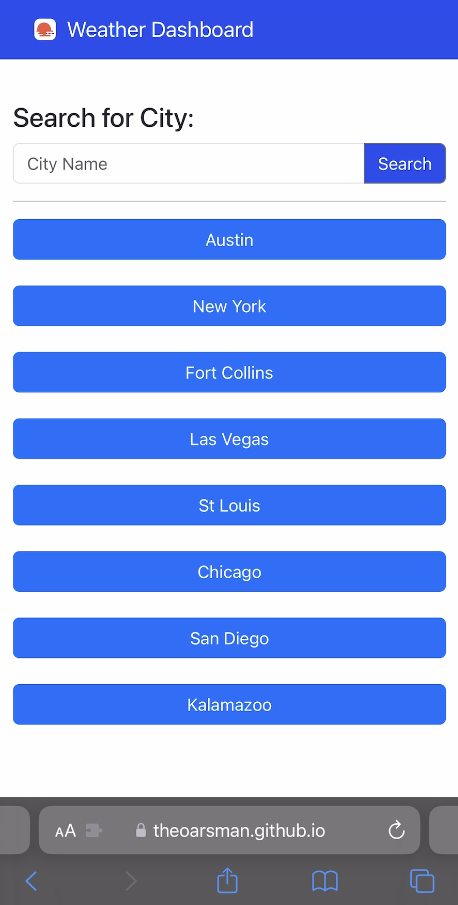 Weather Dashboard
Search for City:
City Name
Search
Austin
New York
Fort Collins
Las Vegas
St Louis
Chicago
San Diego
Kalamazoo
AA
theoarsman.github.io